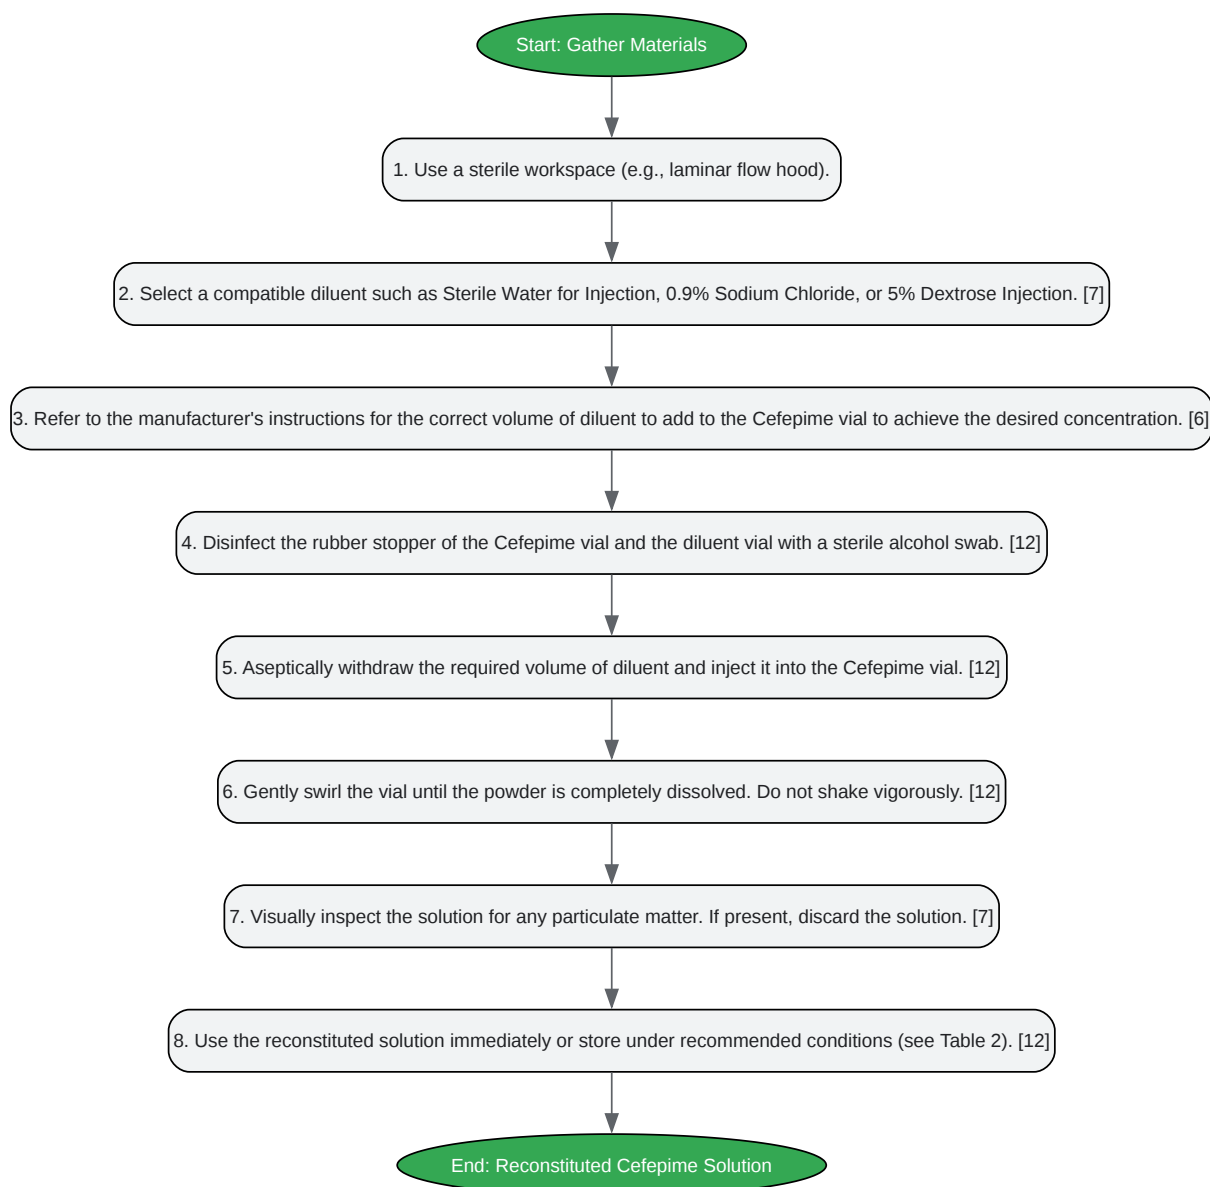 Start: Gather Materials
1. Use a sterile workspace (e.g., laminar flow hood).
2. Select a compatible diluent such as Sterile Water for Injection, 0.9% Sodium Chloride, or 5% Dextrose Injection. [7]
3. Refer to the manufacturer's instructions for the correct volume of diluent to add to the Cefepime vial to achieve the desired concentration. [6]
4. Disinfect the rubber stopper of the Cefepime vial and the diluent vial with a sterile alcohol swab. [12]
5. Aseptically withdraw the required volume of diluent and inject it into the Cefepime vial. [12]
6. Gently swirl the vial until the powder is completely dissolved. Do not shake vigorously. [12]
7. Visually inspect the solution for any particulate matter. If present, discard the solution. [7]
8. Use the reconstituted solution immediately or store under recommended conditions (see Table 2). [12]
End: Reconstituted Cefepime Solution